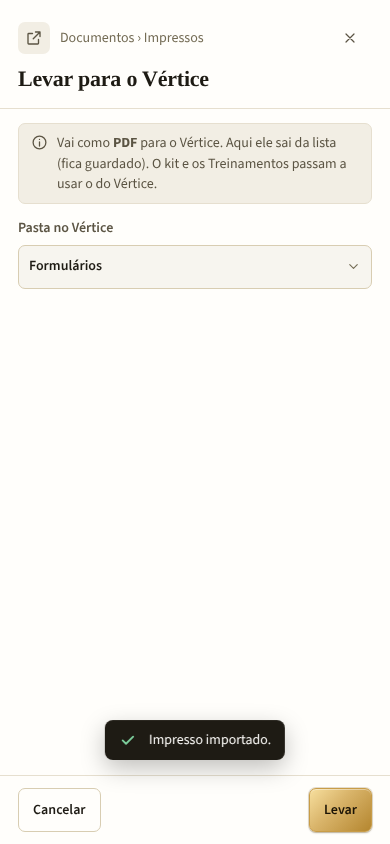 Documentos › Impressos
Levar para o Vértice
Vai como PDF para o Vértice. Aqui ele sai da lista
(fica guardado). O kit e os Treinamentos passam a
usar o do Vértice.
Pasta no Vértice
Formulários
Impresso importado.
Cancelar
Levar